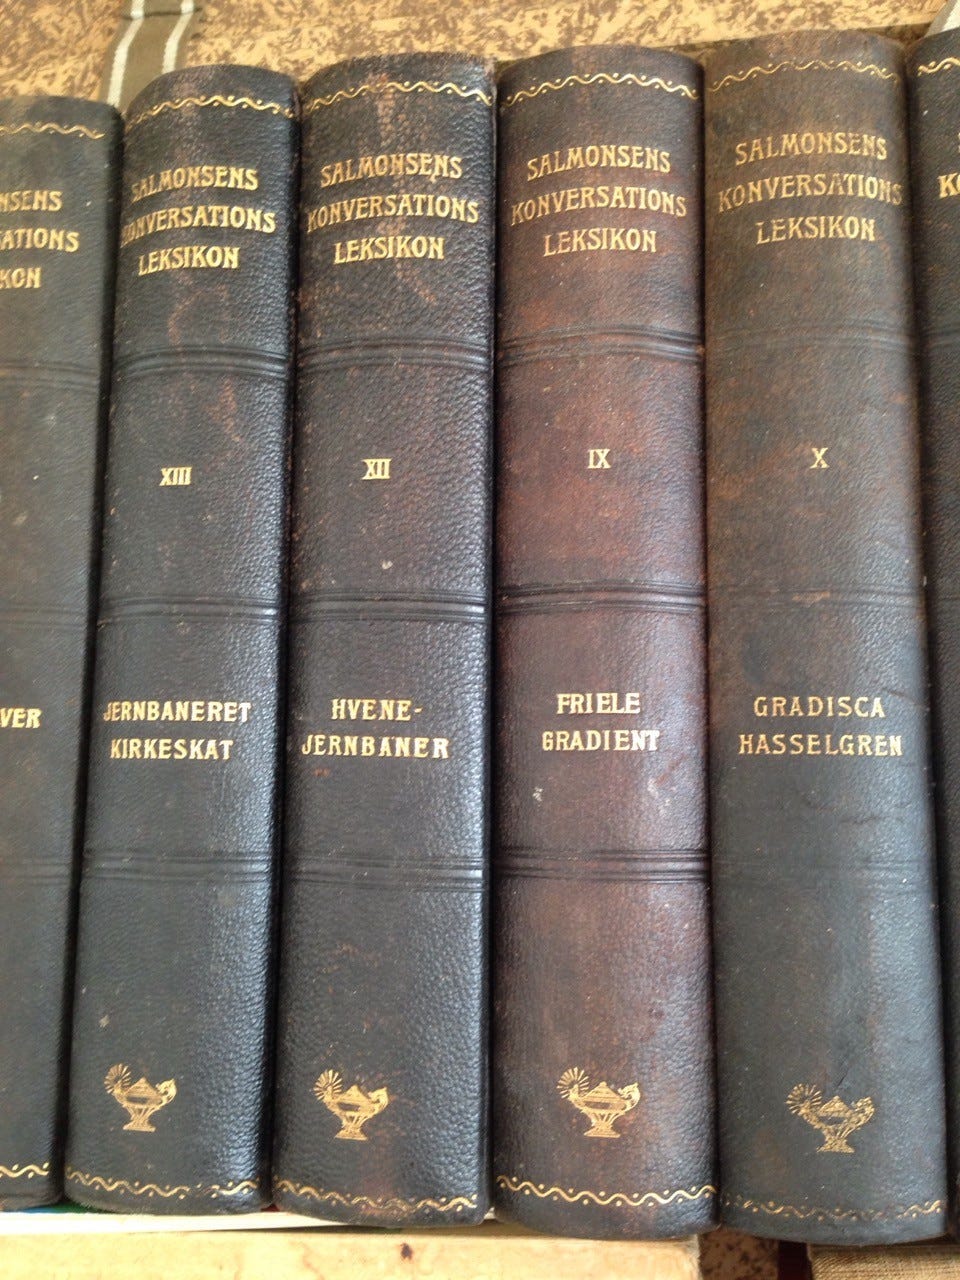 SALMONSENS
KONVERSATIONS
LEKSIKON
XIII
JERNBANERET
KIRKESKAT
SALMONSENS
KONVERSATIONS
LEKSIKON
XII
HVENE-
JERNBANER
SALMONSENS
KONVERSATIONS
LEKSIKON
IX
FRIELE
GRADIENT
SALMONSENS
KONVERSATIONS
LEKSIKON
X
GRADISCA
HASSELGREN